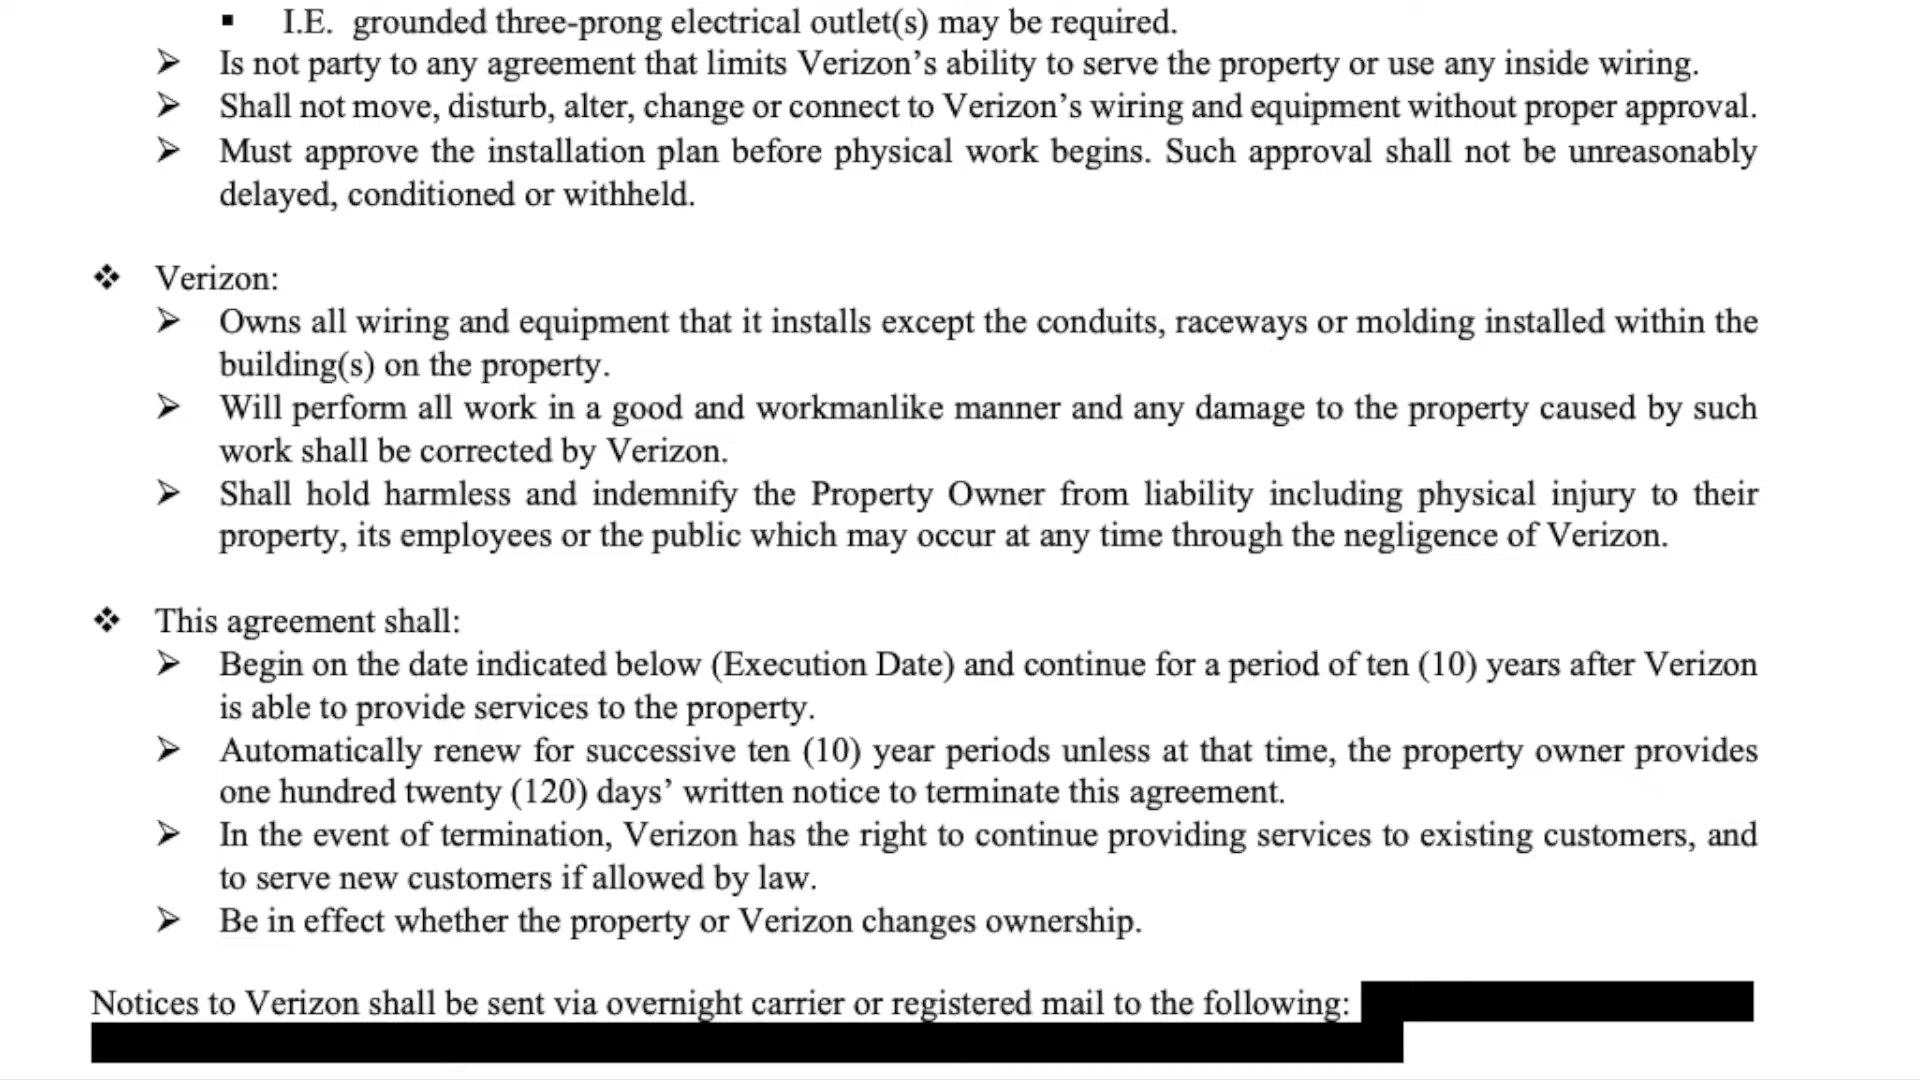 ▪ I.E. grounded three-prong electrical outlet(s) may be required.
➢ Is not party to any agreement that limits Verizon’s ability to serve the property or use any inside wiring.
➢ Shall not move, disturb, alter, change or connect to Verizon’s wiring and equipment without proper approval.
➢ Must approve the installation plan before physical work begins. Such approval shall not be unreasonably
delayed, conditioned or withheld.
❖ Verizon:
➢ Owns all wiring and equipment that it installs except the conduits, raceways or molding installed within the
building(s) on the property.
➢ Will perform all work in a good and workmanlike manner and any damage to the property caused by such
work shall be corrected by Verizon.
➢ Shall hold harmless and indemnify the Property Owner from liability including physical injury to their
property, its employees or the public which may occur at any time through the negligence of Verizon.
❖ This agreement shall:
➢ Begin on the date indicated below (Execution Date) and continue for a period of ten (10) years after Verizon
is able to provide services to the property.
➢ Automatically renew for successive ten (10) year periods unless at that time, the property owner provides
one hundred twenty (120) days’ written notice to terminate this agreement.
➢ In the event of termination, Verizon has the right to continue providing services to existing customers, and
to serve new customers if allowed by law.
➢ Be in effect whether the property or Verizon changes ownership.
Notices to Verizon shall be sent via overnight carrier or registered mail to the following: